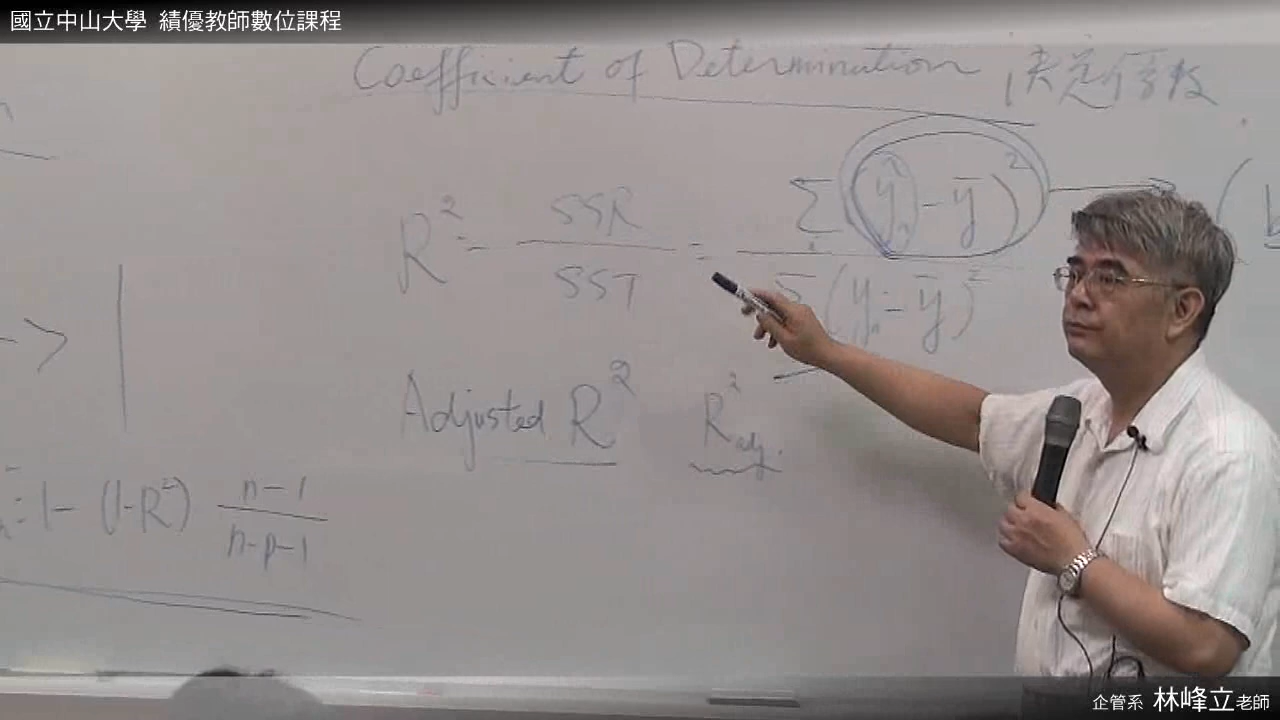 國立中山大學 績優教師數位課程
Coefficient of Determination 決定係數
R² = SSR / SST = Σ(ŷᵢ - ȳ)² / Σ(yᵢ - ȳ)²
Adjusted R² R²adj.
= 1 - (1-R²) n-1 / n-p-1
企管系 林峰立老師